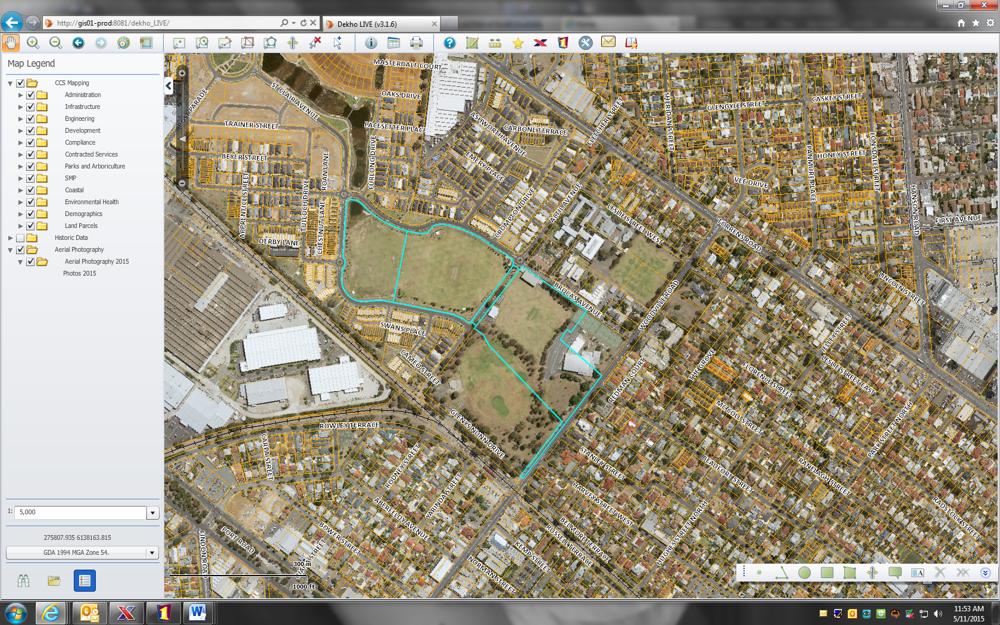 http://gis01-prod:8081/dekho_LIVE/
Dekho LIVE (v3.1.6)
Map Legend
CCS Mapping
Administration
Infrastructure
Engineering
Development
Compliance
Contracted Services
Parks and Arboriculture
SMP
Coastal
Environmental Health
Demographics
Land Parcels
Historic Data
Aerial Photography
Aerial Photography 2015
Photos 2015
1: 5,000
275807.935 6138163.815
GDA 1994 MGA Zone 54.
MASTERDALE COURT
OAKS DRIVE
ST CLAIR AVENUE
PARADE
TRAINER STREET
PACESETTER PLACE
ASHWORTH AVENUE
CARBONE TERRACE
FLETCHER STREET
SHERIDAN STREET
GLENGYLE STREET
CASKEY STREET
BEYER STREET
ROAN LANE
FURLONG DRIVE
EMERY PLACE
PANMURE PLACE
HONEY STREET
LONSDALE STREET
APPRENTICE STREET
TULLOCH DRIVE
CHESTNUT LANE
VEE DRIVE
HANSON ROAD
CROMPTON DRIVE
ACHIL AVENUE
LESLIE STREET WEST
TORRENS ROAD
FIRST AVENUE
DERBY LANE
BROCAS AVENUE
WOODVILLE ROAD
LINCOLN STREET
SWANS PLACE
JELLEY STREET
CAMEO STREET
REDMAN COURT
THE GROVE
FLORENCE STREET
LESLIE STREET EAST
MC COLL STREET
PARK STREET NORTH
ROWLEY TERRACE
GLENYS NUNN DRIVE
CARPA STREET
RODNEY STREET
STANLEY STREET
BEAUFORT STREET
RANELAGH STREET
YARINDA STREET
ABERFELDY AVENUE
HARVEY STREET WEST
RADSTOCK STREET
PORT ROAD
BOWER STREET
BELMORE TERRACE
RUSSELL TERRACE
KEMP STREET
HUGHES STREET NORTH
NORMAN STREET
FINDON ROAD
STREET
300 m
1000 ft
11:53 AM
5/11/2015